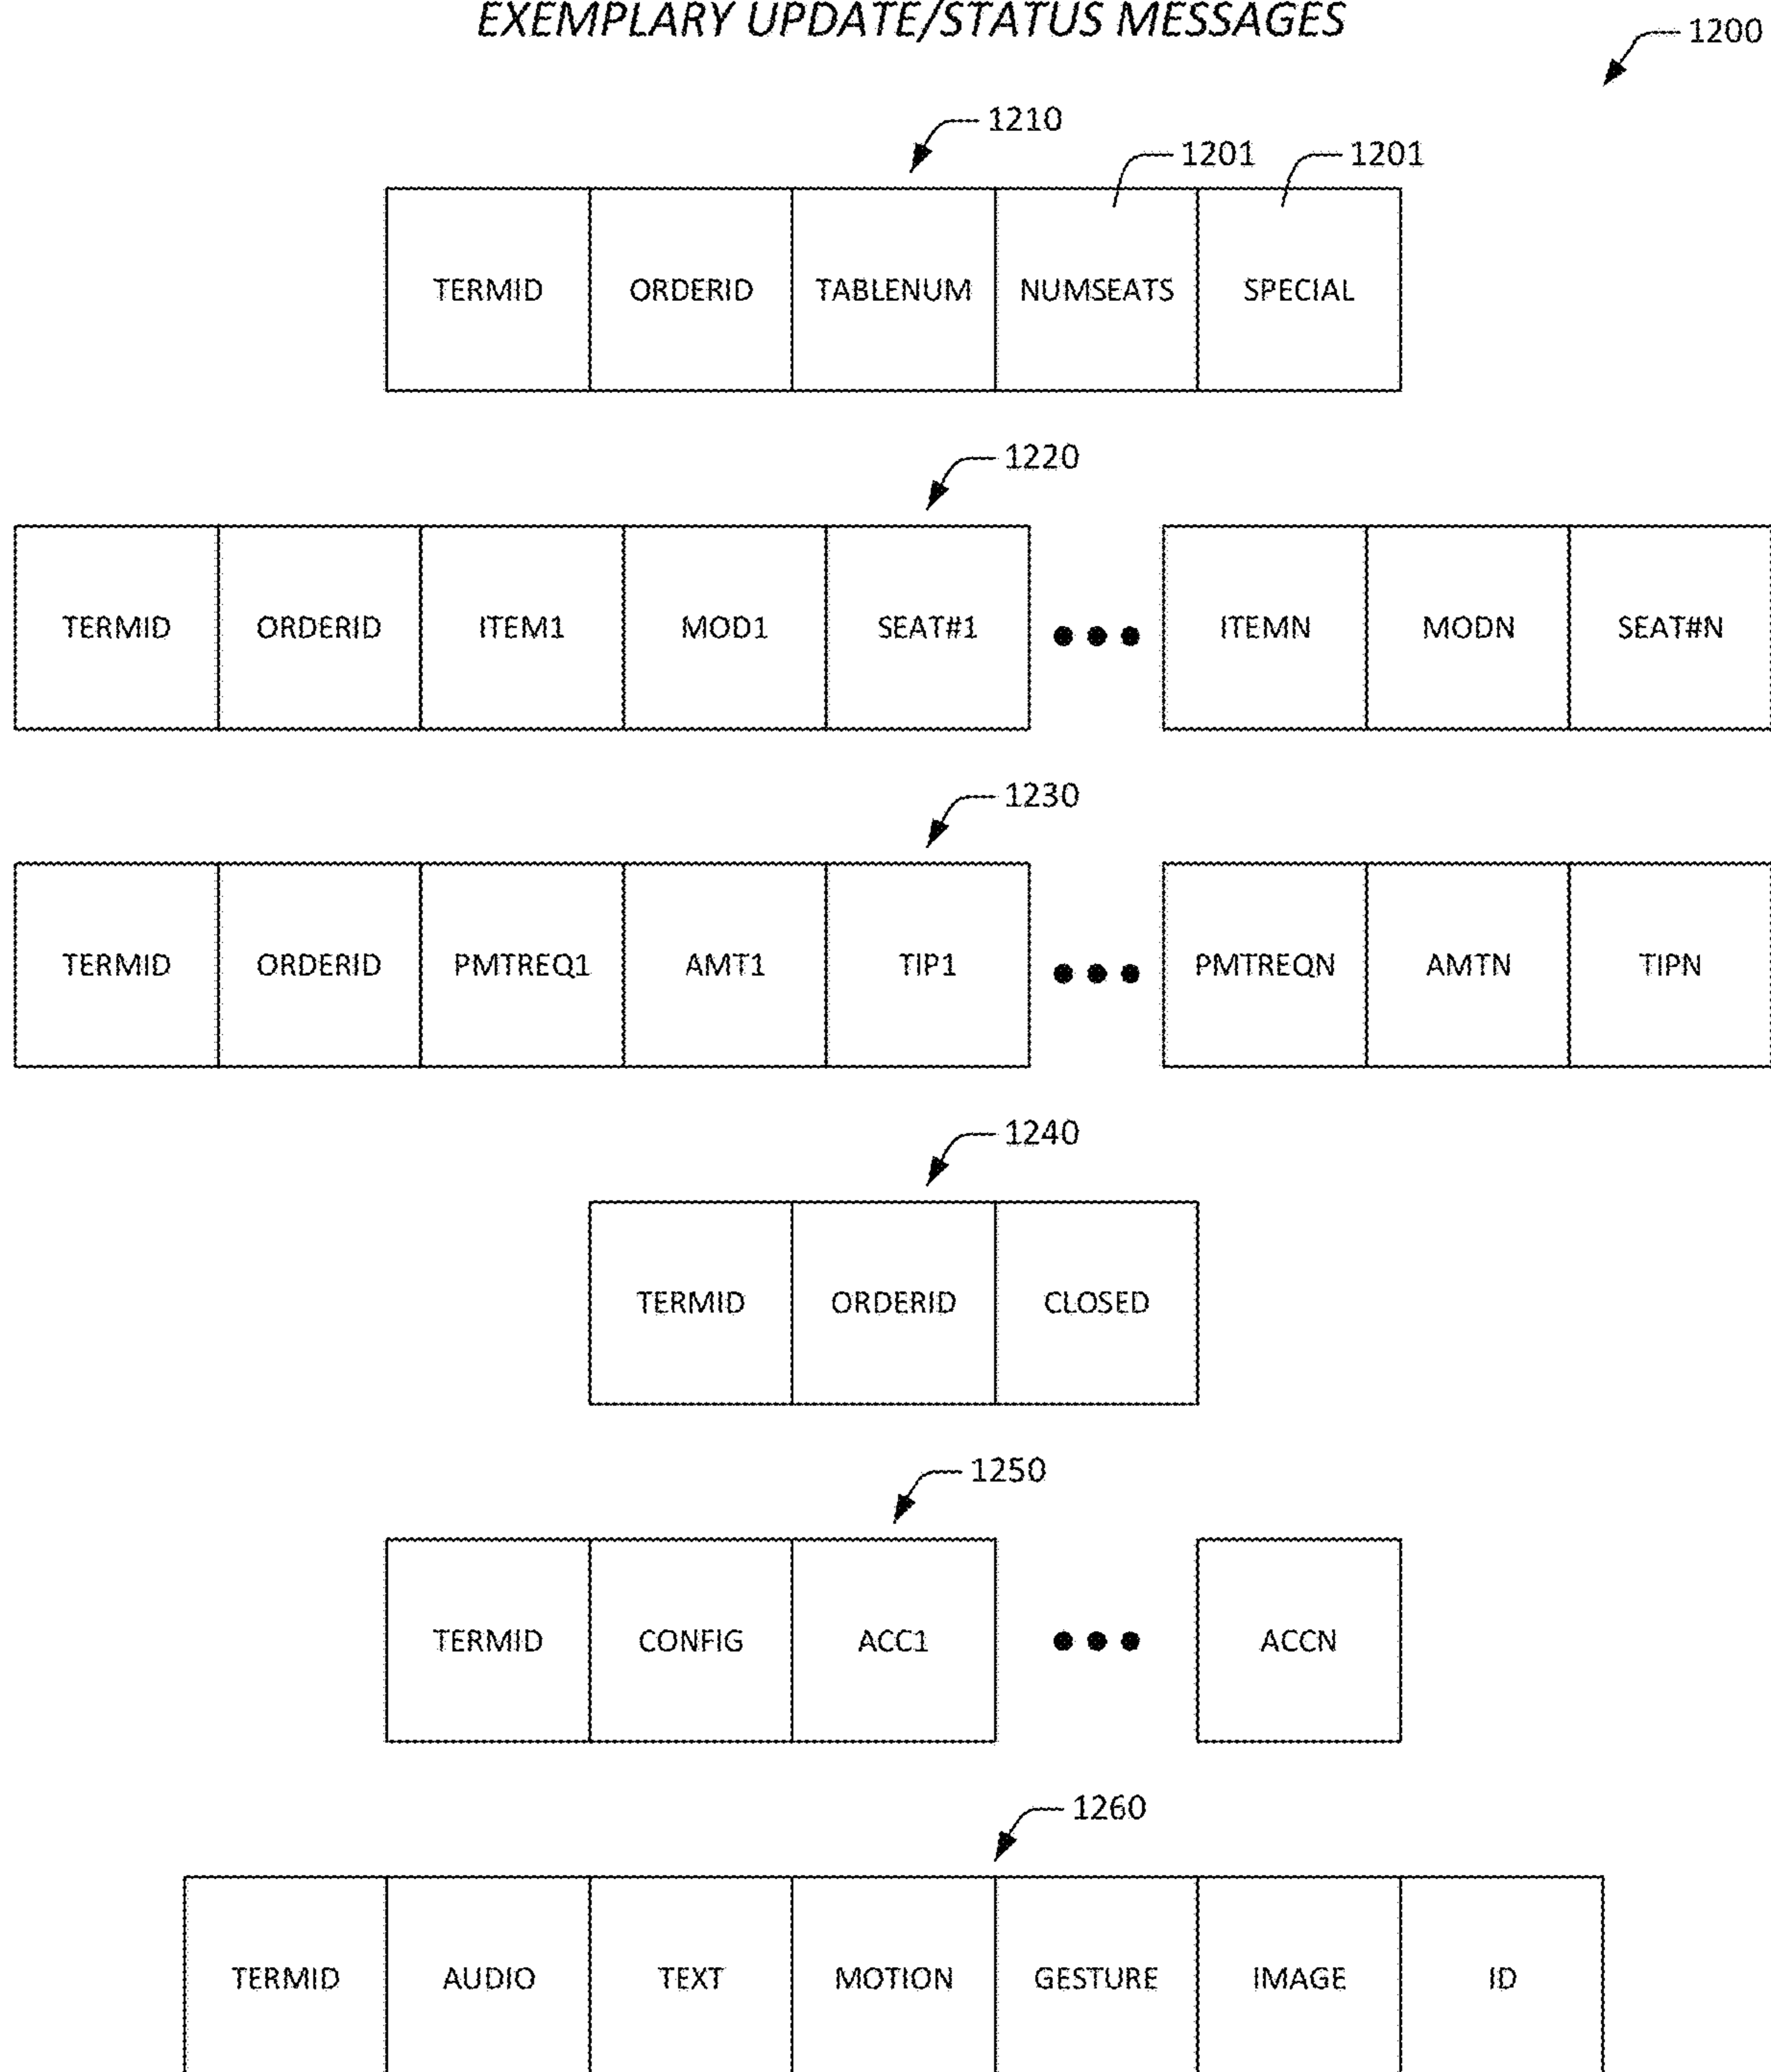 EXEMPLARY UPDATE/STATUS MESSAGES
1200
1210
1201 1201
TERMID ORDERID TABLENUM NUMSEATS SPECIAL
1220
TERMID ORDERID ITEM1 MOD1 SEAT#1 ••• ITEMN MODN SEAT#N
1230
TERMID ORDERID PMTREQ1 AMT1 TIP1 ••• PMTREQN AMTN TIPN
1240
TERMID ORDERID CLOSED
1250
TERMID CONFIG ACC1 ••• ACCN
1260
TERMID AUDIO TEXT MOTION GESTURE IMAGE ID